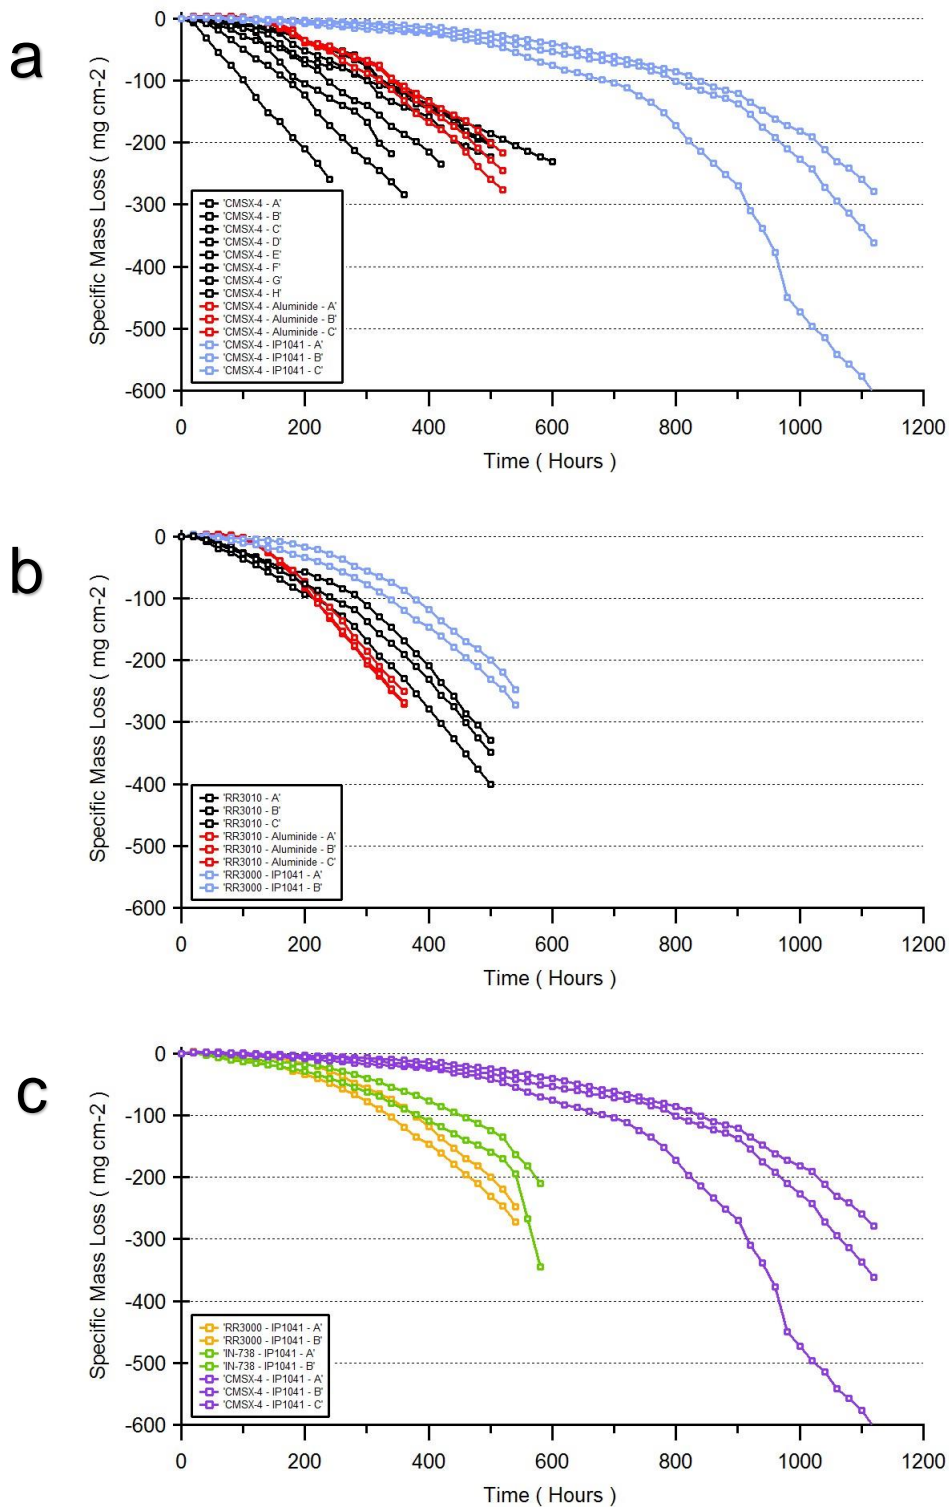 a
Specific Mass Loss ( mg cm-2 )
0
-100
-200
-300
-400
-500
-600
'CMSX-4 - A'
'CMSX-4 - B'
'CMSX-4 - C'
'CMSX-4 - D'
'CMSX-4 - E'
'CMSX-4 - F'
'CMSX-4 - G'
'CMSX-4 - H'
'CMSX-4 - Aluminide - A'
'CMSX-4 - Aluminide - B'
'CMSX-4 - Aluminide - C'
'CMSX-4 - IP1041 - A'
'CMSX-4 - IP1041 - B'
'CMSX-4 - IP1041 - C'
0 200 400 600 800 1000 1200
Time ( Hours )
b
Specific Mass Loss ( mg cm-2 )
0
-100
-200
-300
-400
-500
-600
'RR3010 - A'
'RR3010 - B'
'RR3010 - C'
'RR3010 - Aluminide - A'
'RR3010 - Aluminide - B'
'RR3010 - Aluminide - C'
'RR3000 - IP1041 - A'
'RR3000 - IP1041 - B'
0 200 400 600 800 1000 1200
Time ( Hours )
c
Specific Mass Loss ( mg cm-2 )
0
-100
-200
-300
-400
-500
-600
'RR3000 - IP1041 - A'
'RR3000 - IP1041 - B'
'IN-738 - IP1041 - A'
'IN-738 - IP1041 - B'
'CMSX-4 - IP1041 - A'
'CMSX-4 - IP1041 - B'
'CMSX-4 - IP1041 - C'
0 200 400 600 800 1000 1200
Time ( Hours )